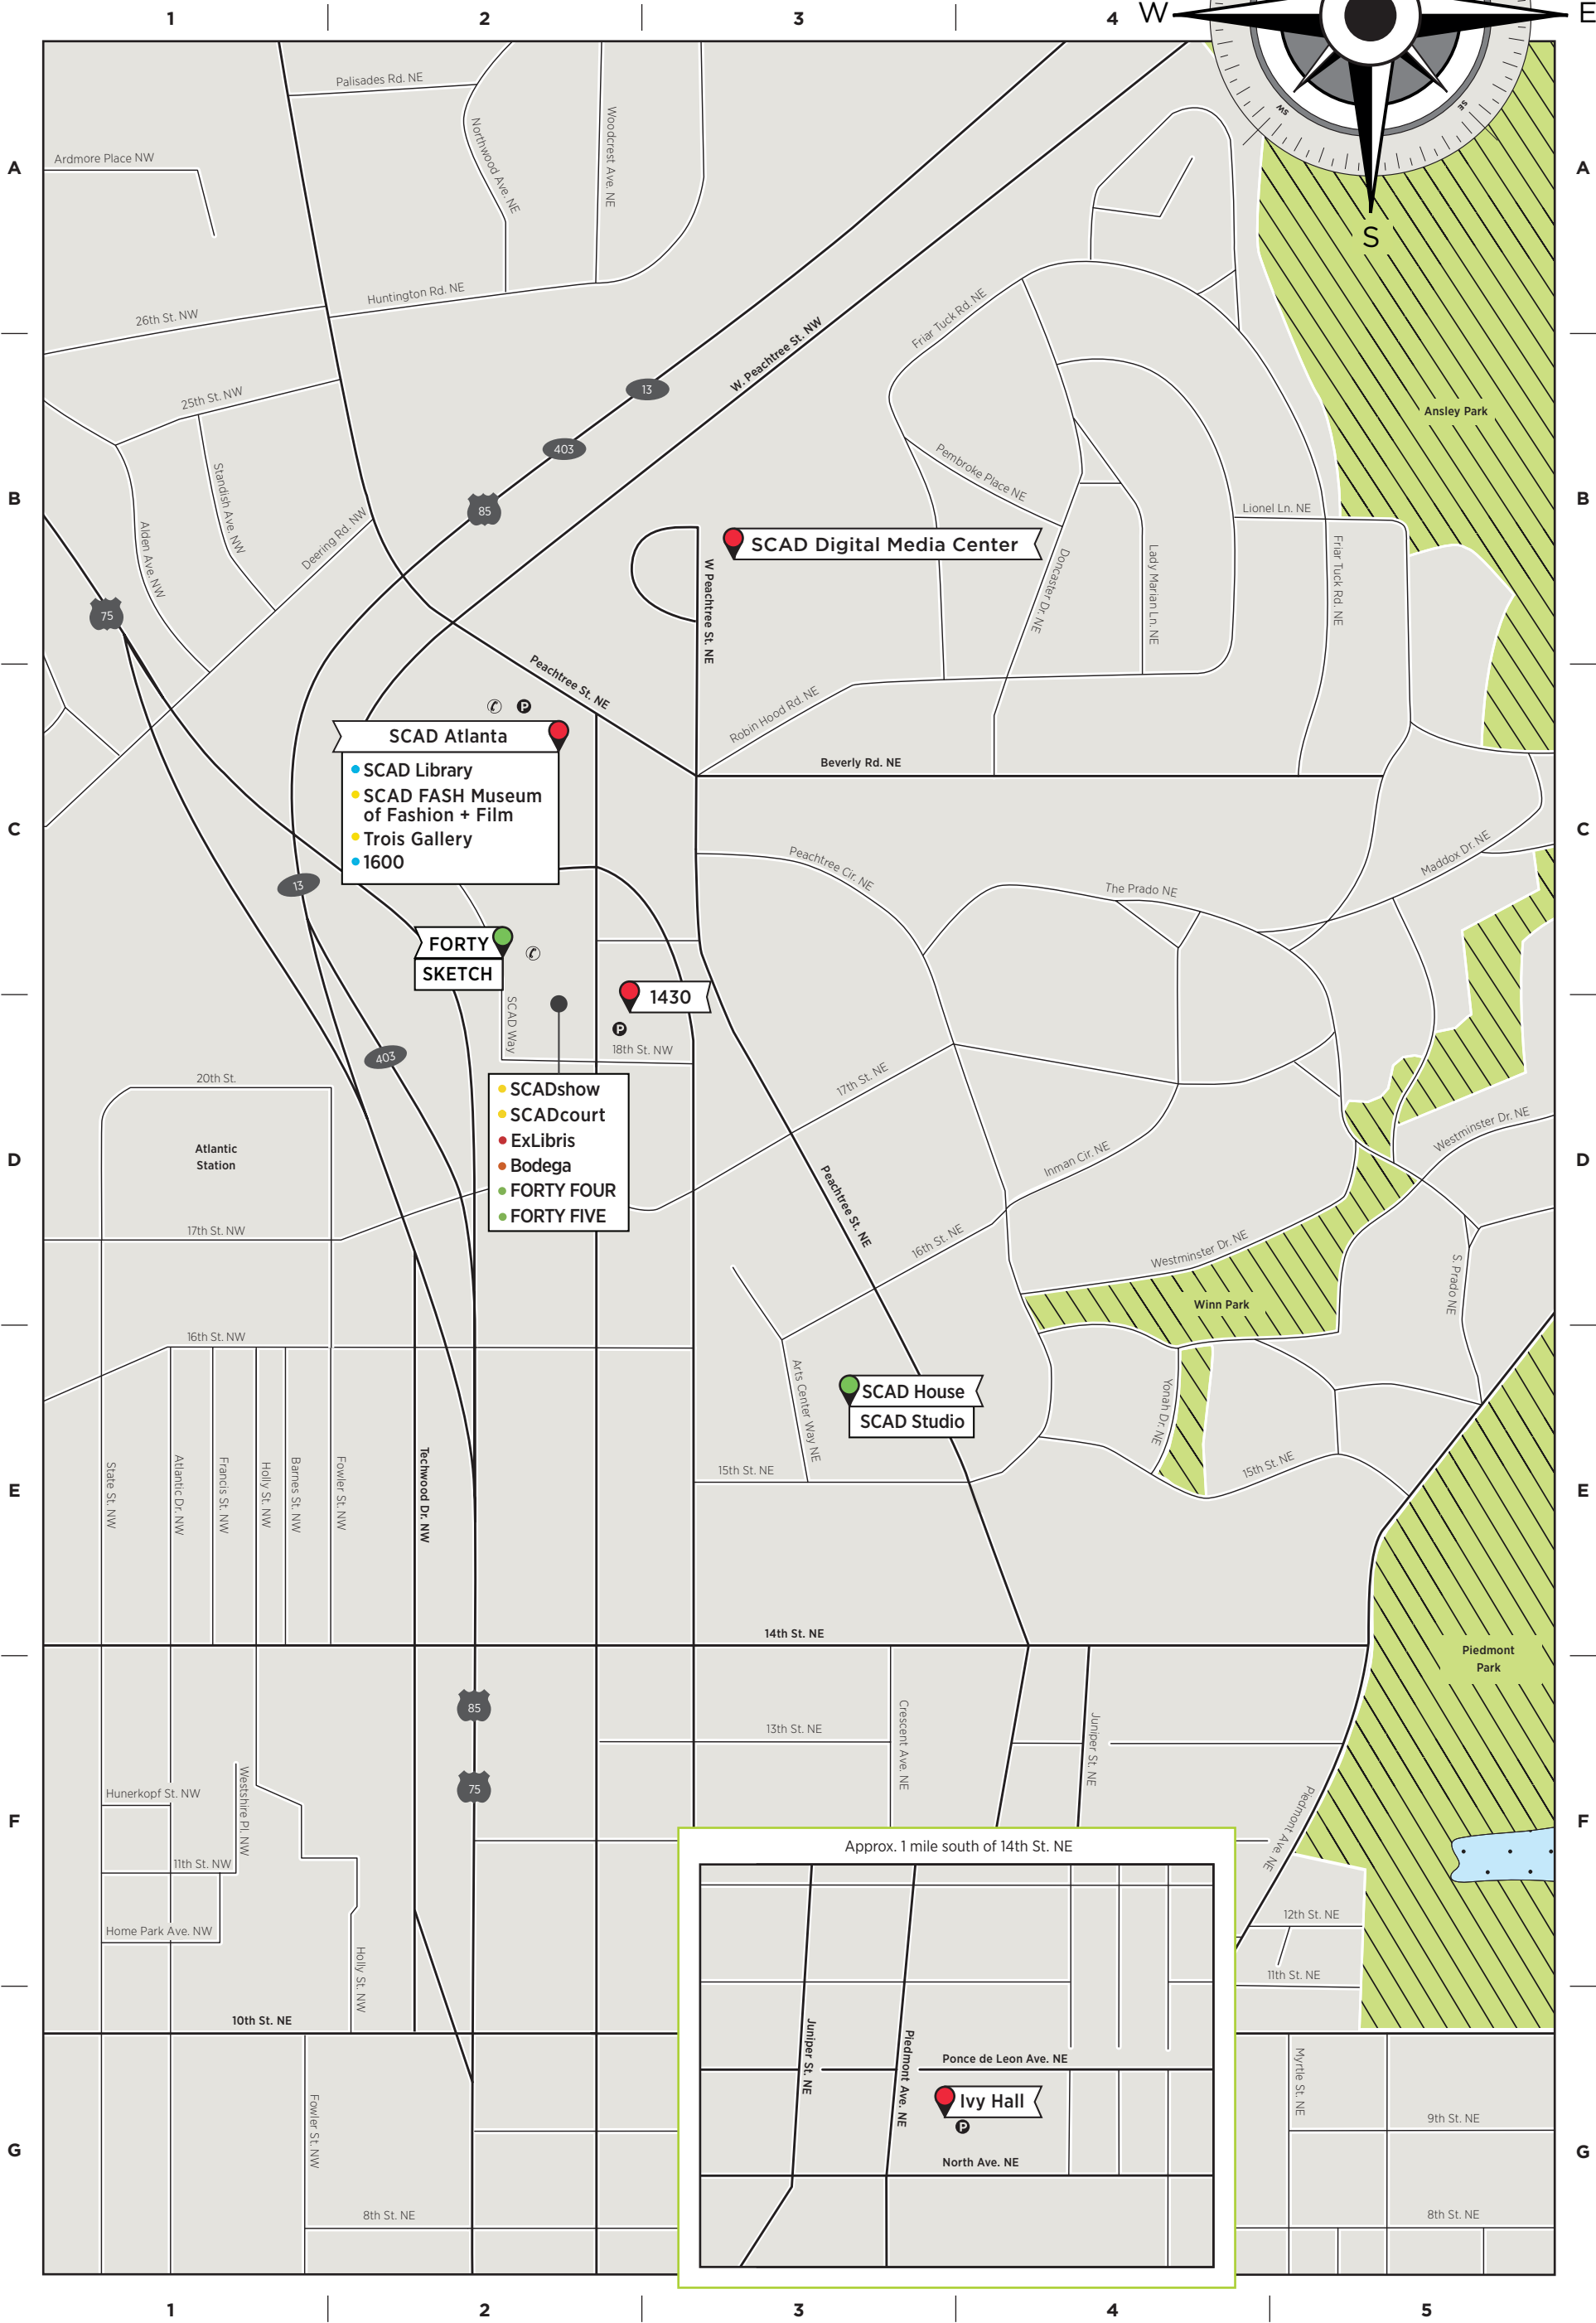 1
2
3
4
W
E
SW
SE
S
A
A
Palisades Rd. NE
Northwood Ave. NE
Woodcrest Ave. NE
Ardmore Place NW
26th St. NW
Huntington Rd. NE
Friar Tuck Rd. NE
W. Peachtree St. NW
13
403
85
25th St. NW
Standish Ave. NW
Alden Ave. NW
Deering Rd. NW
75
B
B
Ansley Park
Pembroke Place NE
Lionel Ln. NE
Friar Tuck Rd. NE
Doncaster Dr. NE
Lady Marian Ln. NE
SCAD Digital Media Center
W Peachtree St. NE
Peachtree St. NE
Robin Hood Rd. NE
Beverly Rd. NE
P
SCAD Atlanta
SCAD Library
SCAD FASH Museum
of Fashion + Film
Trois Gallery
1600
C
C
13
Peachtree Cir. NE
The Prado NE
Maddox Dr. NE
FORTY
SKETCH
1430
P
SCAD Way
18th St. NW
403
20th St.
Atlantic
Station
SCADshow
SCADcourt
ExLibris
Bodega
FORTY FOUR
FORTY FIVE
D
D
17th St. NE
Inman Cir. NE
Westminster Dr. NE
Peachtree St. NE
16th St. NE
17th St. NW
Westminster Dr. NE
S. Prado NE
Winn Park
16th St. NW
Arts Center Way NE
SCAD House
SCAD Studio
Yonah Dr. NE
15th St. NE
15th St. NE
E
E
State St. NW
Atlantic Dr. NW
Francis St. NW
Holly St. NW
Barnes St. NW
Fowler St. NW
Techwood Dr. NW
14th St. NE
Piedmont
Park
85
75
13th St. NE
Crescent Ave. NE
Juniper St. NE
Piedmont Ave. NE
F
F
Hunerkopf St. NW
Westshire Pl. NW
11th St. NW
Home Park Ave. NW
Holly St. NW
12th St. NE
11th St. NE
10th St. NE
Approx. 1 mile south of 14th St. NE
Juniper St. NE
Piedmont Ave. NE
Ponce de Leon Ave. NE
Ivy Hall
P
North Ave. NE
Fowler St. NW
Myrtle St. NE
9th St. NE
G
G
8th St. NE
8th St. NE
1
2
3
4
5